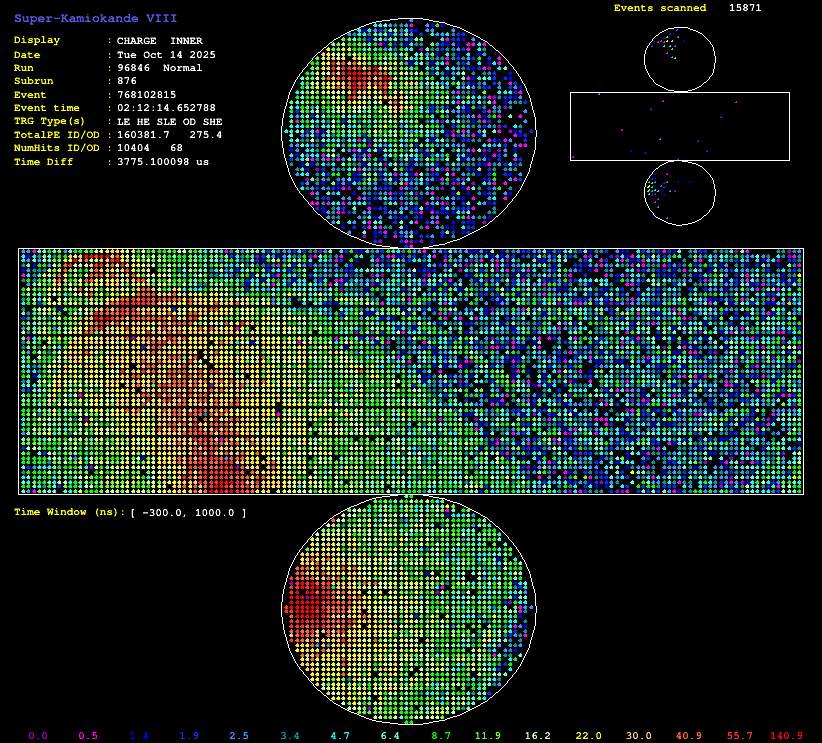 Super-Kamiokande VIII
Events scanned 15871
Display : CHARGE INNER
Date : Tue Oct 14 2025
Run : 96846 Normal
Subrun : 876
Event : 768102815
Event time : 02:12:14.652788
TRG Type(s) : LE HE SLE OD SHE
TotalPE ID/OD : 160381.7 275.4
NumHits ID/OD : 10404 68
Time Diff : 3775.100098 us
Time Window (ns): [ -300.0, 1000.0 ]
0.0 0.5 1.4 1.9 2.5 3.4 4.7 6.4 8.7 11.9 16.2 22.0 30.0 40.9 55.7 140.9